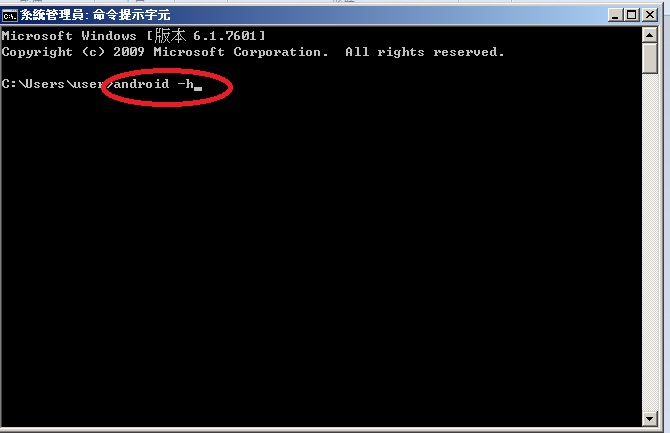 系統管理員: 命令提示字元
Microsoft Windows [版本 6.1.7601]
Copyright (c) 2009 Microsoft Corporation.  All rights reserved.
C:\Users\user>android -h